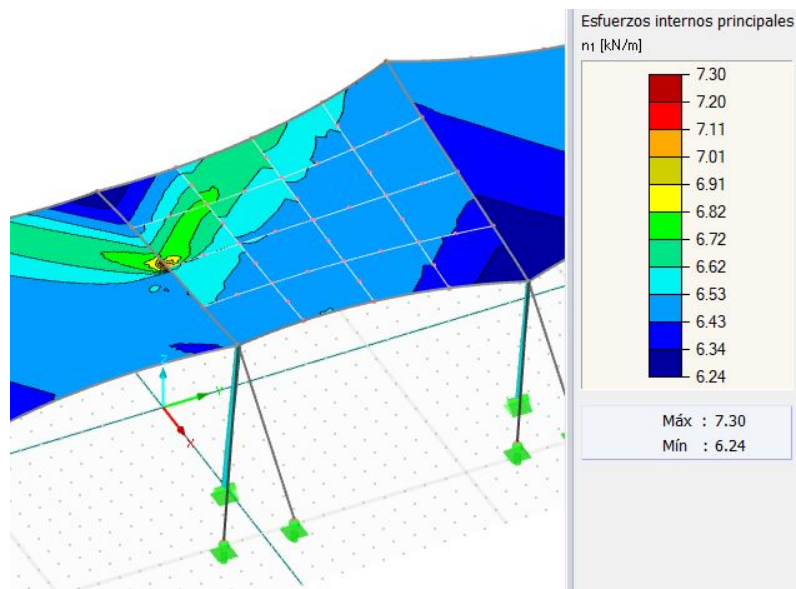 Esfuerzos internos principales
n1 [kN/m]
7.30
7.20
7.11
7.01
6.91
6.82
6.72
6.62
6.53
6.43
6.34
6.24
Máx : 7.30
Mín : 6.24
Z
Y
X